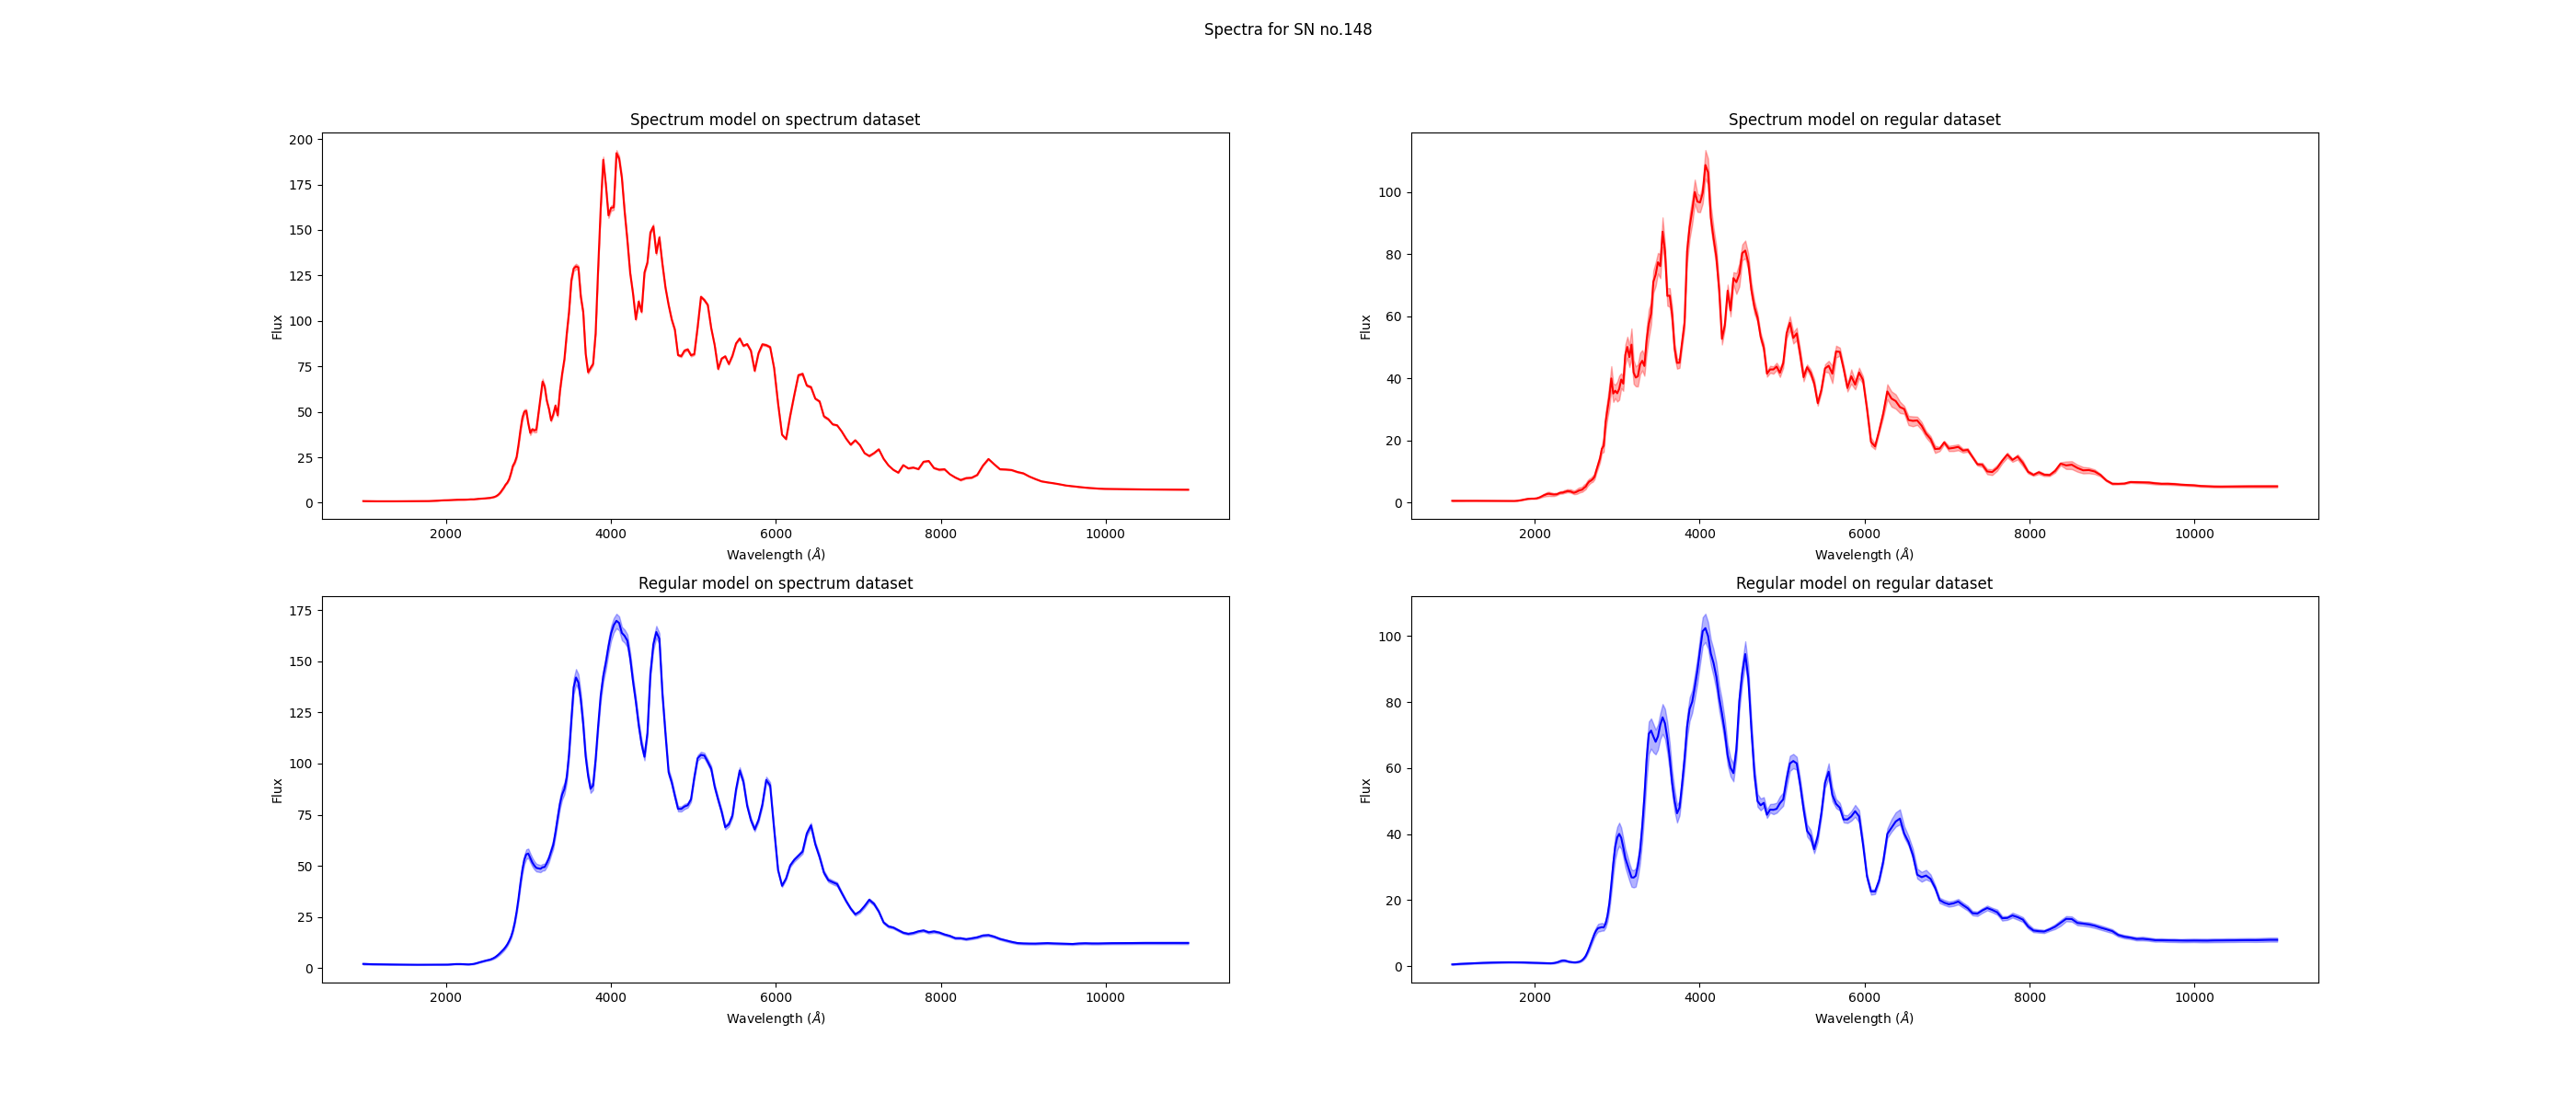 Spectra for SN no.148
Spectrum model on spectrum dataset
200
175
150
125
100
75
50
25
0
Flux
2000 4000 6000 8000 10000
Wavelength (Å)
Spectrum model on regular dataset
100
80
60
40
20
0
Flux
2000 4000 6000 8000 10000
Wavelength (Å)
Regular model on spectrum dataset
175
150
125
100
75
50
25
0
Flux
2000 4000 6000 8000 10000
Wavelength (Å)
Regular model on regular dataset
100
80
60
40
20
0
Flux
2000 4000 6000 8000 10000
Wavelength (Å)